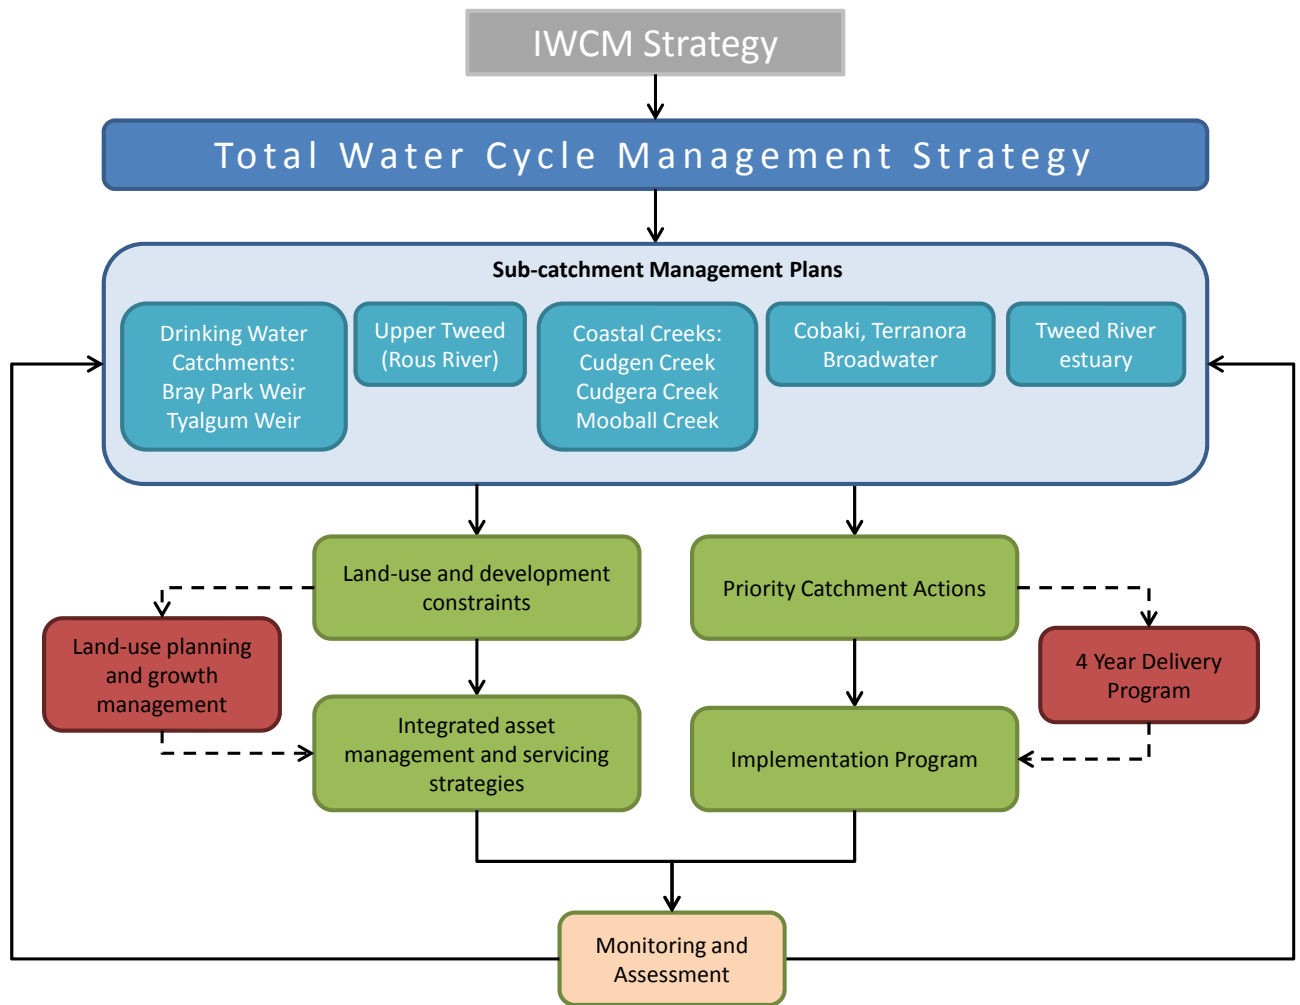 IWCM Strategy
Total Water Cycle Management Strategy
Sub-catchment Management Plans
Drinking Water
Catchments:
Bray Park Weir
Tyalgum Weir
Upper Tweed
(Rous River)
Coastal Creeks:
Cudgen Creek
Cudgera Creek
Mooball Creek
Cobaki, Terranora
Broadwater
Tweed River
estuary
Land-use and development
constraints
Priority Catchment Actions
Land-use planning
and growth
management
4 Year Delivery
Program
Integrated asset
management and servicing
strategies
Implementation Program
Monitoring and
Assessment